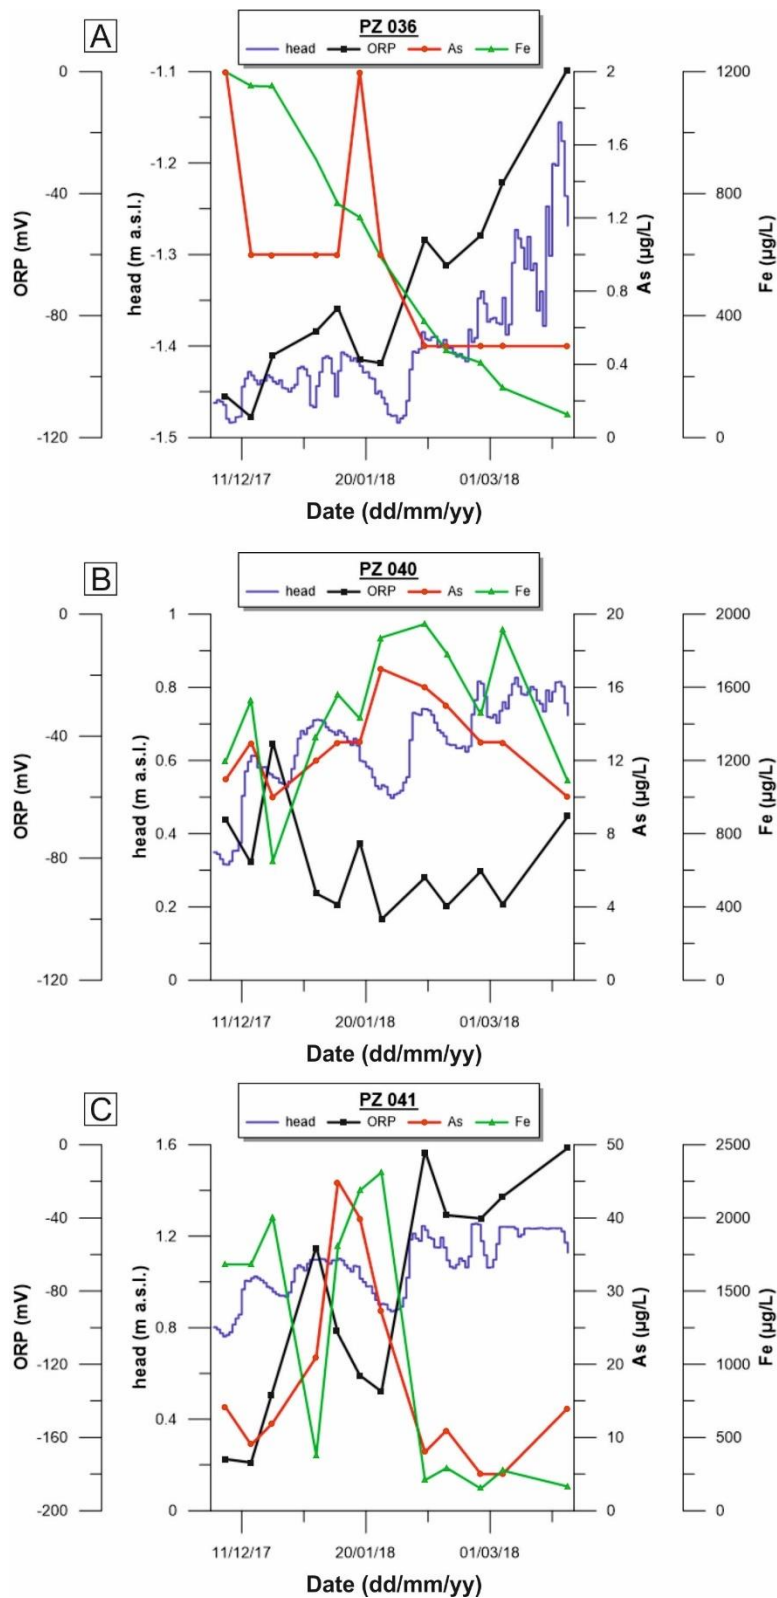 A
PZ 036
head ORP As Fe
0 -1.1 2 1200
-1.2 1.6
-40 800
1.2
-1.3
0.8
-80 400
-1.4 0.4
-120 -1.5 0 0
ORP (mV)
head (m a.s.l.)
As (µg/L)
Fe (µg/L)
11/12/17 20/01/18 01/03/18
Date (dd/mm/yy)
B
PZ 040
head ORP As Fe
0 1 20 2000
0.8 16 1600
-40
0.6 12 1200
0.4 8 800
-80
0.2 4 400
-120 0 0 0
ORP (mV)
head (m a.s.l.)
As (µg/L)
Fe (µg/L)
11/12/17 20/01/18 01/03/18
Date (dd/mm/yy)
C
PZ 041
head ORP As Fe
0 1.6 50 2500
-40 40 2000
1.2
-80 30 1500
0.8
-120 20 1000
0.4
-160 10 500
-200 0 0 0
ORP (mV)
head (m a.s.l.)
As (µg/L)
Fe (µg/L)
11/12/17 20/01/18 01/03/18
Date (dd/mm/yy)